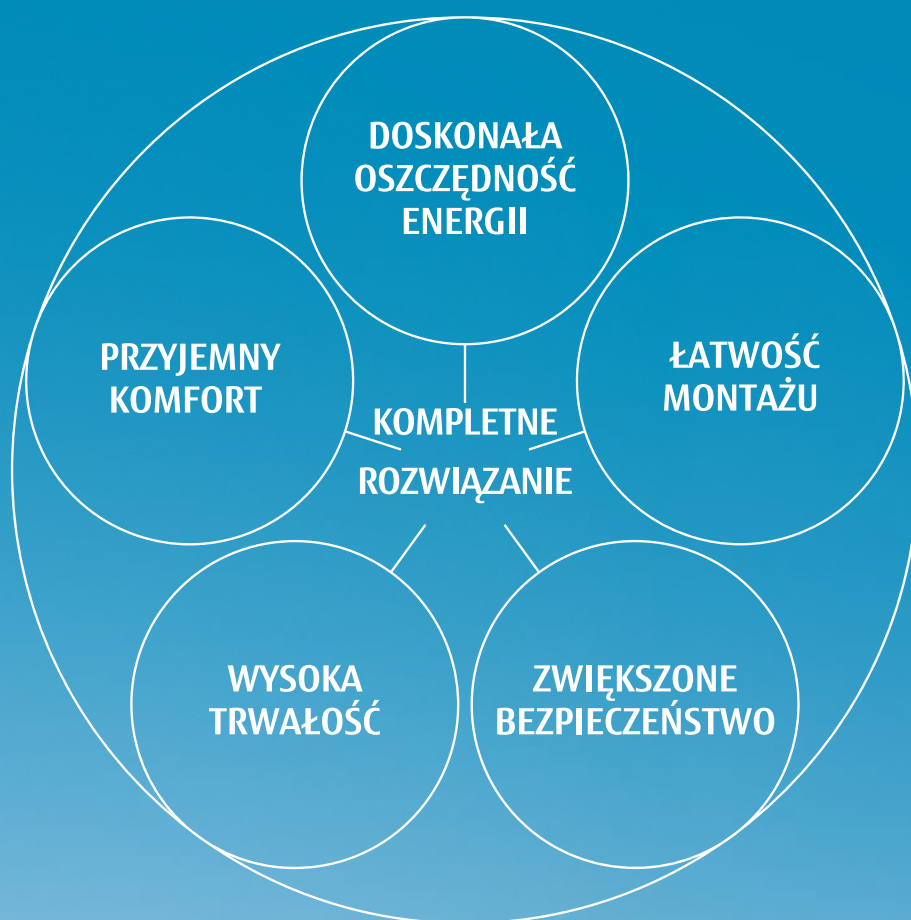 DOSKONAŁA
OSZCZĘDNOŚĆ
ENERGII
PRZYJEMNY
KOMFORT
ŁATWOŚĆ
MONTAŻU
KOMPLETNE
ROZWIĄZANIE
WYSOKA
TRWAŁOŚĆ
ZWIĘKSZONE
BEZPIECZEŃSTWO